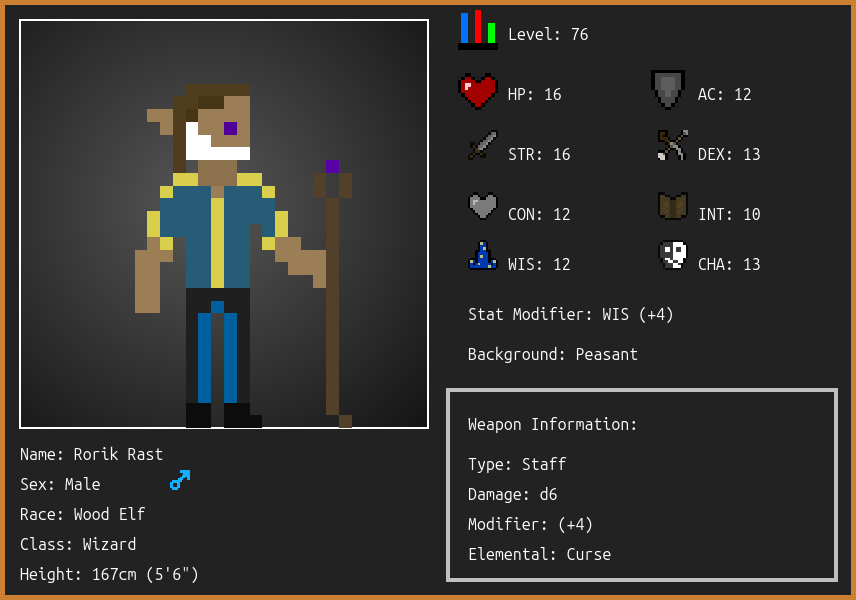 Level: 76
HP: 16
AC: 12
STR: 16
DEX: 13
CON: 12
INT: 10
WIS: 12
CHA: 13
Stat Modifier: WIS (+4)
Background: Peasant
Weapon Information:
Type: Staff
Damage: d6
Modifier: (+4)
Elemental: Curse
Name: Rorik Rast
Sex: Male
Race: Wood Elf
Class: Wizard
Height: 167cm (5'6")